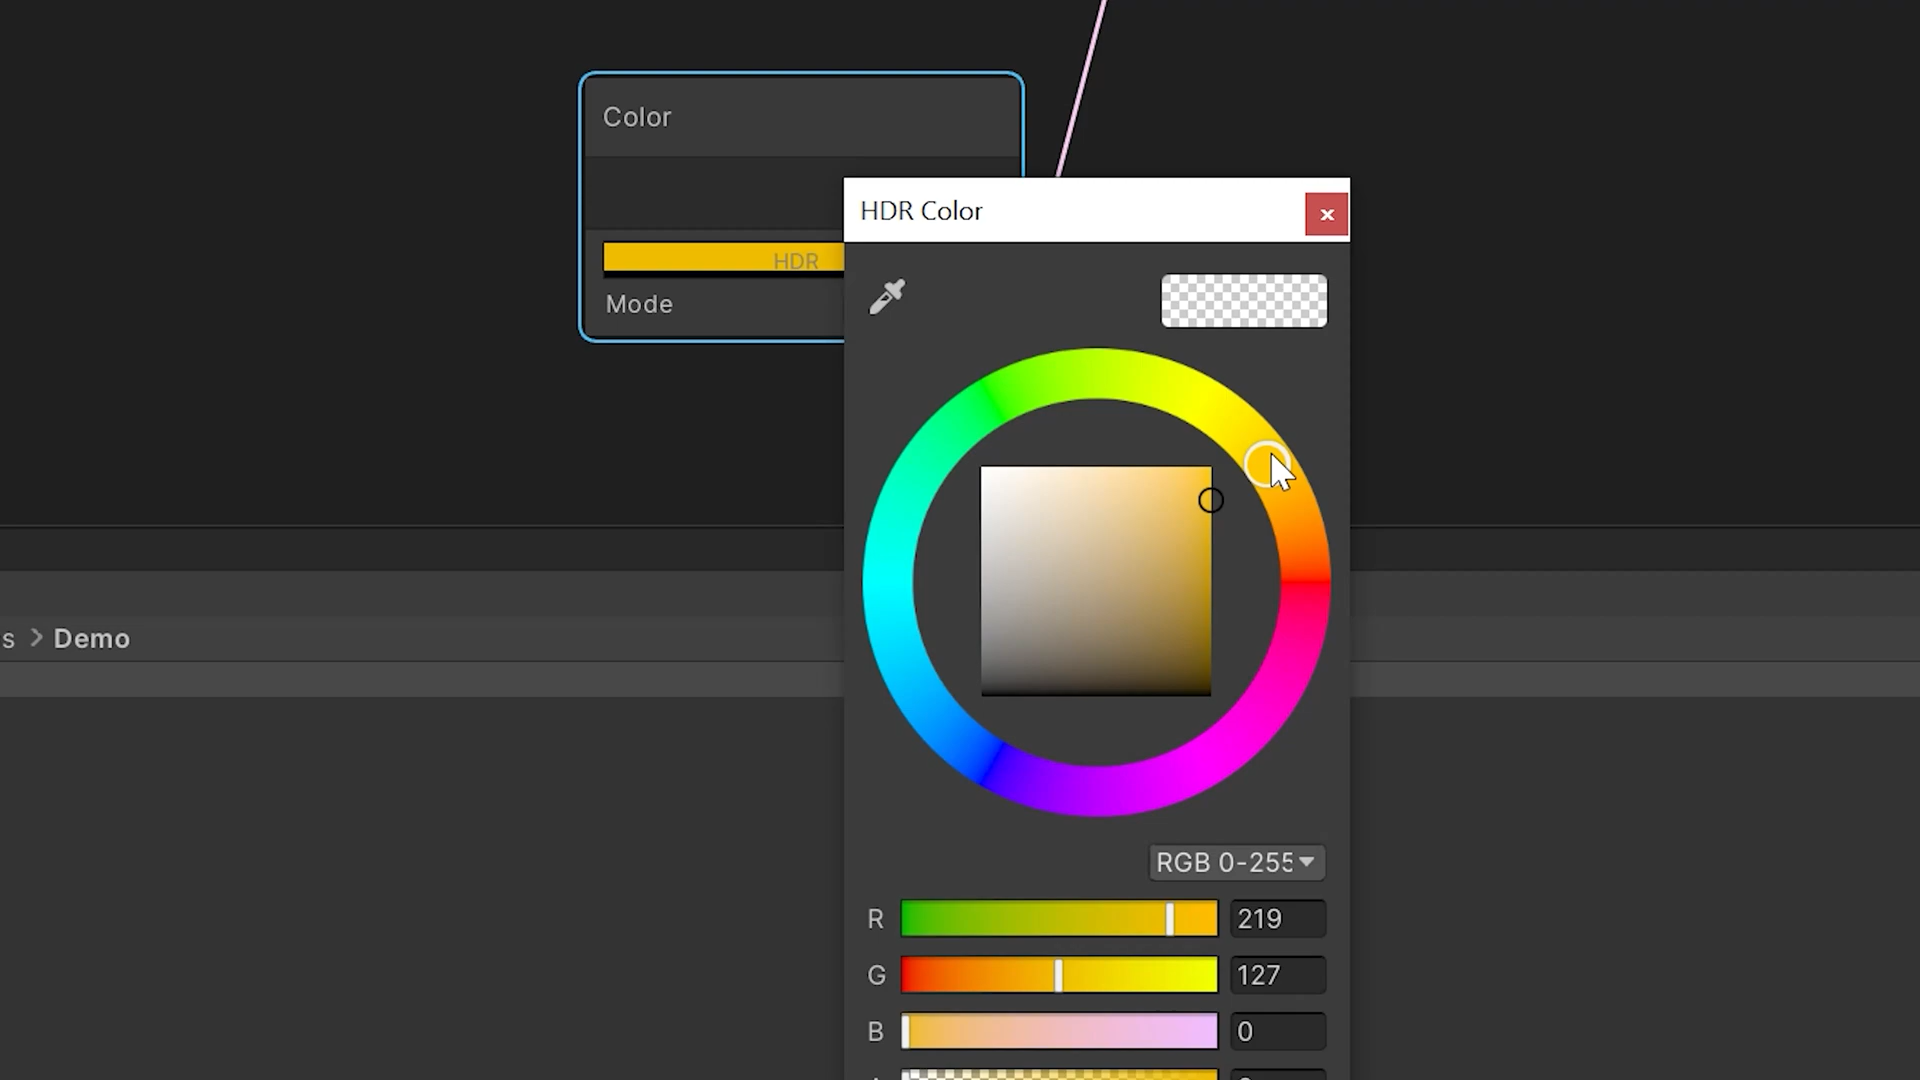 Color
HDR Color
x
HDR
Mode
s > Demo
RGB 0-255
R 219
G 127
B 0